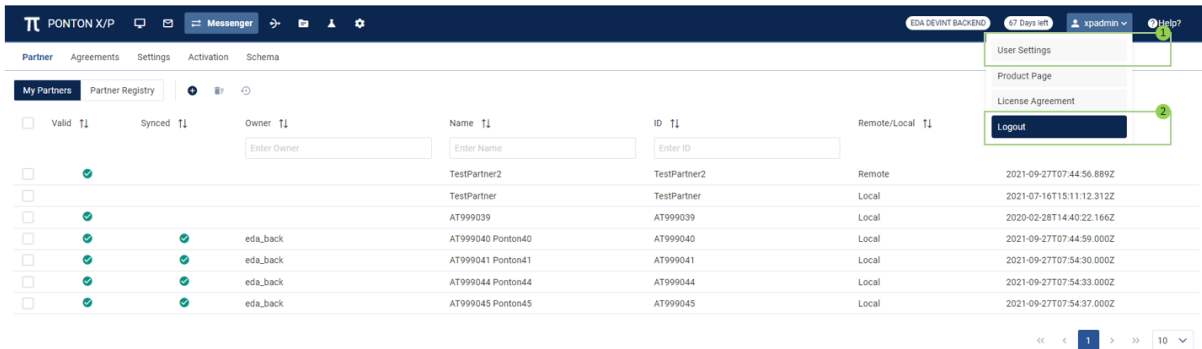 PONTON X/P Messenger EDA DEVINT BACKEND 67 Days left xpadmin Help?
1
Partner Agreements Settings Activation Schema User Settings
Product Page
My Partners Partner Registry
License Agreement
2
Valid Synced Owner Name ID Remote/Local Logout
Enter Owner Enter Name Enter ID
TestPartner2 TestPartner2 Remote 2021-09-27T07:44:56.889Z
TestPartner TestPartner Local 2021-07-16T15:11:12.312Z
AT999039 AT999039 Local 2020-02-28T14:40:22.166Z
eda_back AT999040 Ponton40 AT999040 Local 2021-09-27T07:44:59.000Z
eda_back AT999041 Ponton41 AT999041 Local 2021-09-27T07:54:30.000Z
eda_back AT999044 Ponton44 AT999044 Local 2021-09-27T07:54:33.000Z
eda_back AT999045 Ponton45 AT999045 Local 2021-09-27T07:54:37.000Z
<< < 1 > >> 10